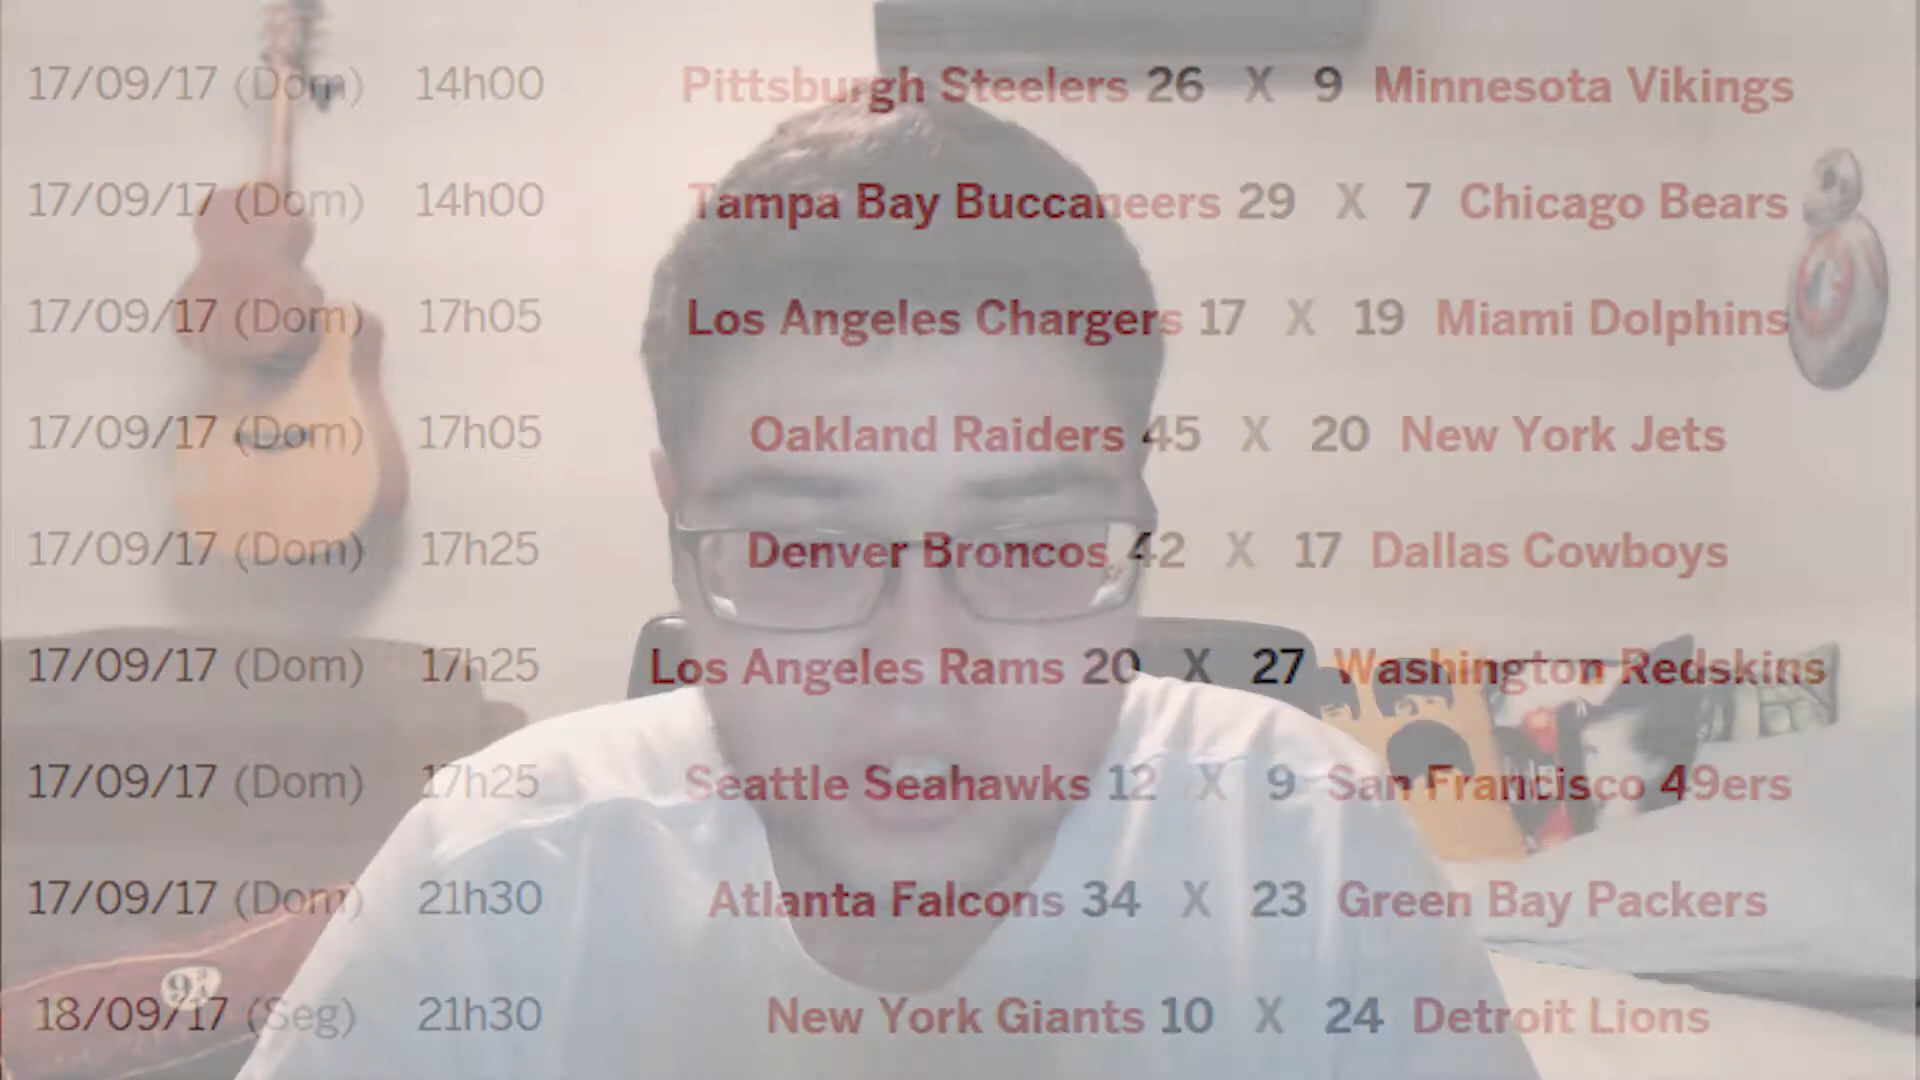 17/09/17 (Dom) 14h00 Pittsburgh Steelers 26 X 9 Minnesota Vikings
17/09/17 (Dom) 14h00 Tampa Bay Buccaneers 29 X 7 Chicago Bears
17/09/17 (Dom) 17h05 Los Angeles Chargers 17 X 19 Miami Dolphins
17/09/17 (Dom) 17h05 Oakland Raiders 45 X 20 New York Jets
17/09/17 (Dom) 17h25 Denver Broncos 42 X 17 Dallas Cowboys
17/09/17 (Dom) 17h25 Los Angeles Rams 20 X 27 Washington Redskins
17/09/17 (Dom) 17h25 Seattle Seahawks 12 X 9 San Francisco 49ers
17/09/17 (Dom) 21h30 Atlanta Falcons 34 X 23 Green Bay Packers
18/09/17 (Seg) 21h30 New York Giants 10 X 24 Detroit Lions
9 3/4